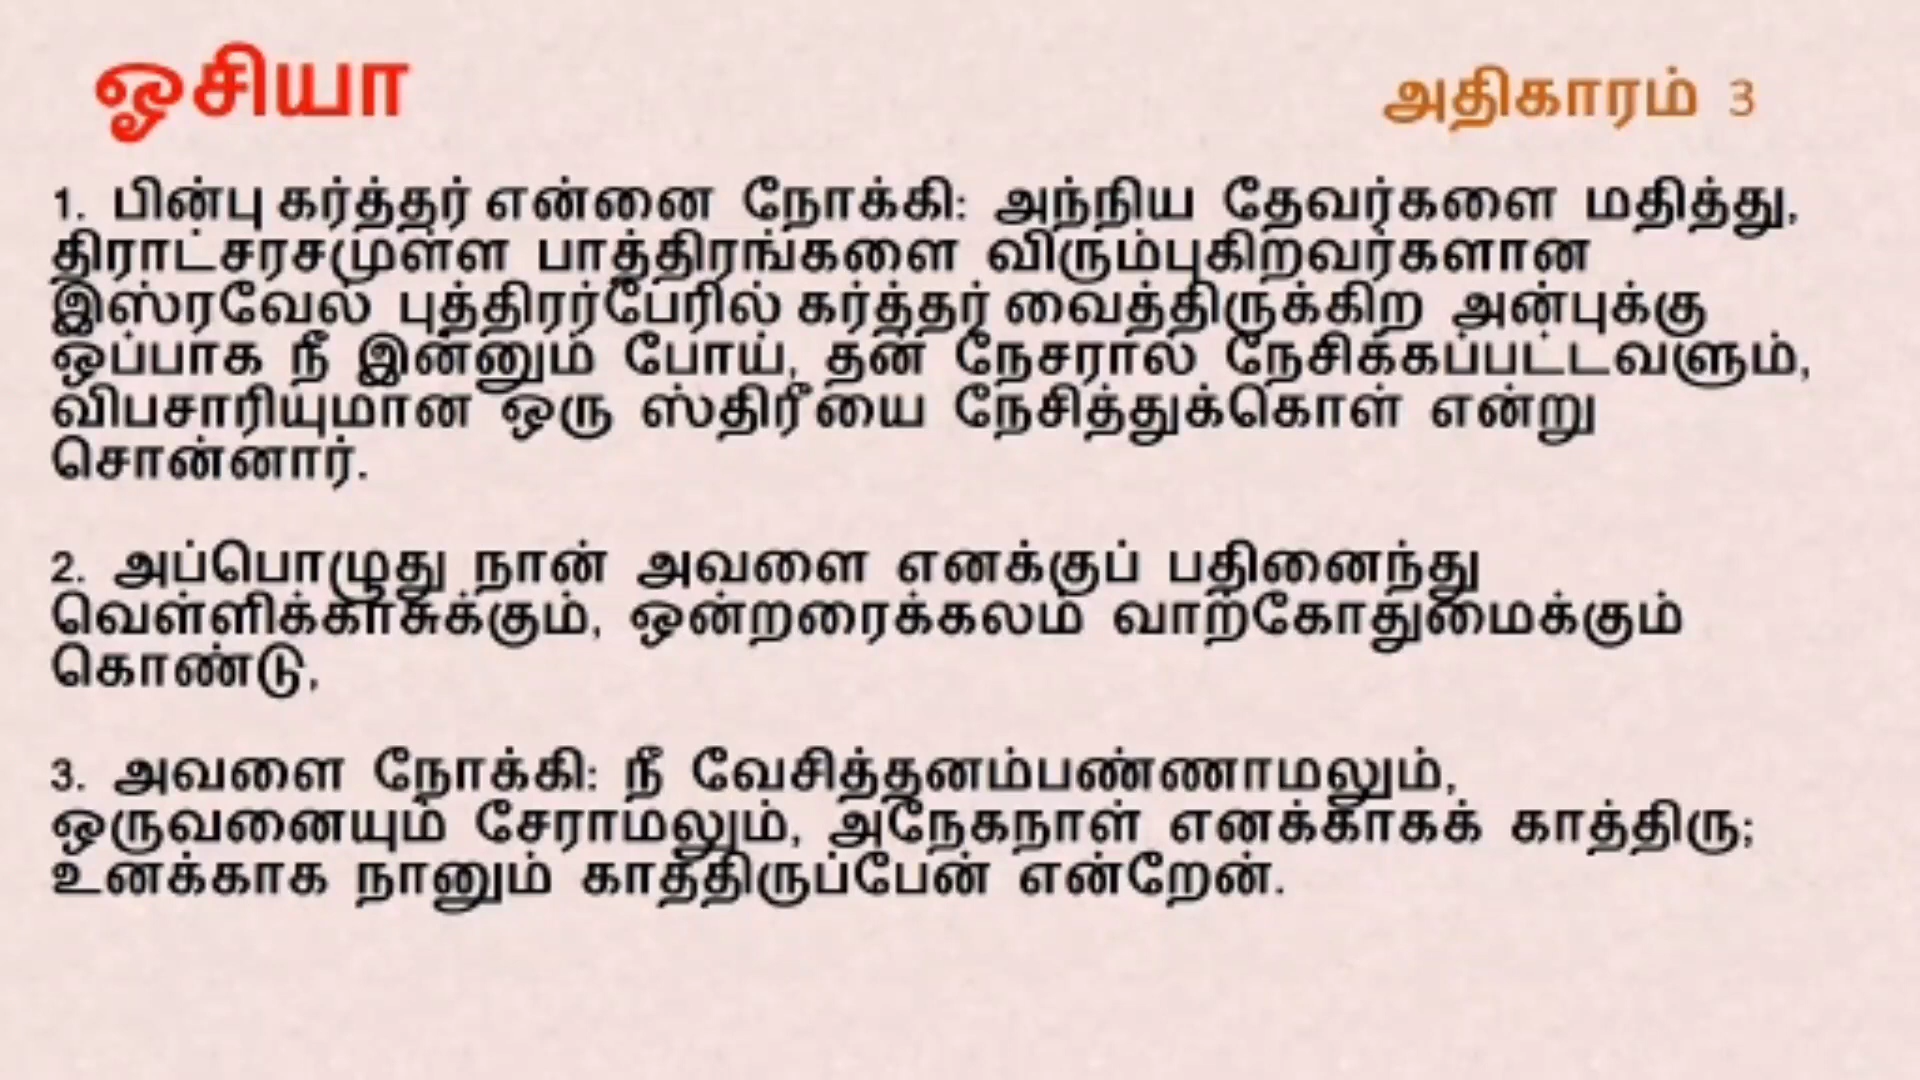 ஓசியா
அதிகாரம் 3
1. பின்பு கர்த்தர் என்னை நோக்கி: அந்நிய தேவர்களை மதித்து,
திராட்சரசமுள்ள பாத்திரங்களை விரும்புகிறவர்களான
இஸ்ரவேல் புத்திரர்பேரில் கர்த்தர் வைத்திருக்கிற அன்புக்கு
ஒப்பாக நீ இன்னும் போய், தன் நேசரால் நேசிக்கப்பட்டவளும்,
விபசாரியுமான ஒரு ஸ்திரீயை நேசித்துக்கொள் என்று
சொன்னார்.
2. அப்பொழுது நான் அவளை எனக்குப் பதினைந்து
வெள்ளிக்காசுக்கும், ஒன்றரைக்கலம் வாற்கோதுமைக்கும்
கொண்டு,
3. அவளை நோக்கி: நீ வேசித்தனம்பண்ணாமலும்,
ஒருவனையும் சேராமலும், அநேகநாள் எனக்காகக் காத்திரு;
உனக்காக நானும் காத்திருப்பேன் என்றேன்.